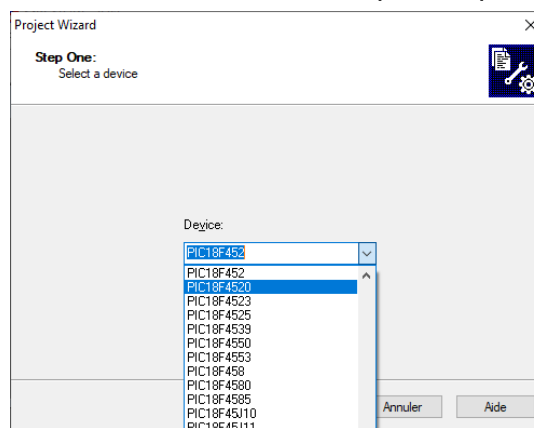 Project Wizard
Step One:
Select a device
Device:
PIC18F452
PIC18F452
PIC18F4520
PIC18F4523
PIC18F4525
PIC18F4539
PIC18F4550
PIC18F4553
PIC18F458
PIC18F4580
PIC18F4585
PIC18F45J10
PIC18F45J11
Annuler
Aide